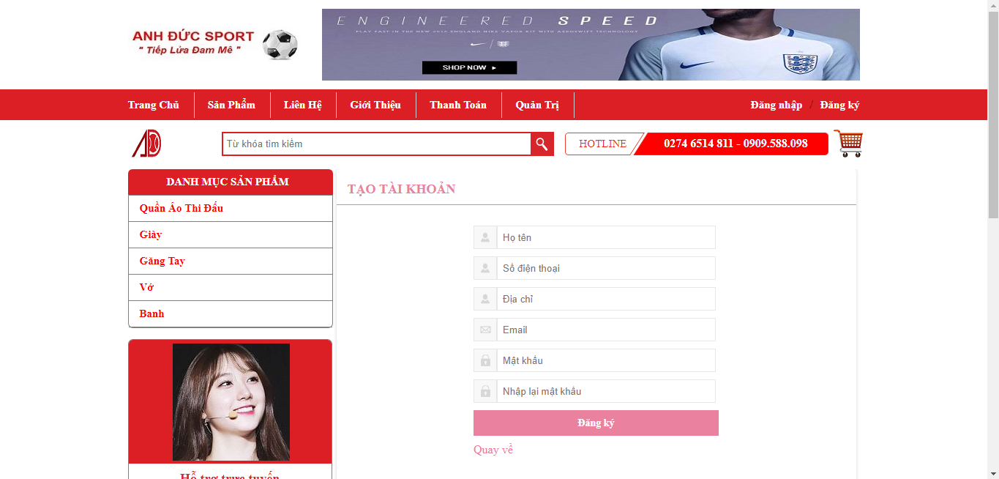 ENGINEERED SPEED
PLAY FAST IN THE NEW 2016 ENGLAND NIKE VAPOR KIT WITH AEROSWIFT TECHNOLOGY
ANH ĐỨC SPORT
" Tiếp Lửa Đam Mê "
SHOP NOW
Trang Chủ Sản Phẩm Liên Hệ Giới Thiệu Thanh Toán Quản Trị Đăng nhập / Đăng ký
AD Từ khóa tìm kiếm HOTLINE 0274 6514 811 - 0909.588.098
DANH MỤC SẢN PHẨM
TẠO TÀI KHOẢN
Quần Áo Thi Đấu
Giày
Găng Tay
Vớ
Banh
Họ tên
Số điện thoại
Địa chỉ
Email
Mật khẩu
Nhập lại mật khẩu
Đăng ký
Quay về
Hỗ trợ trực tuyến